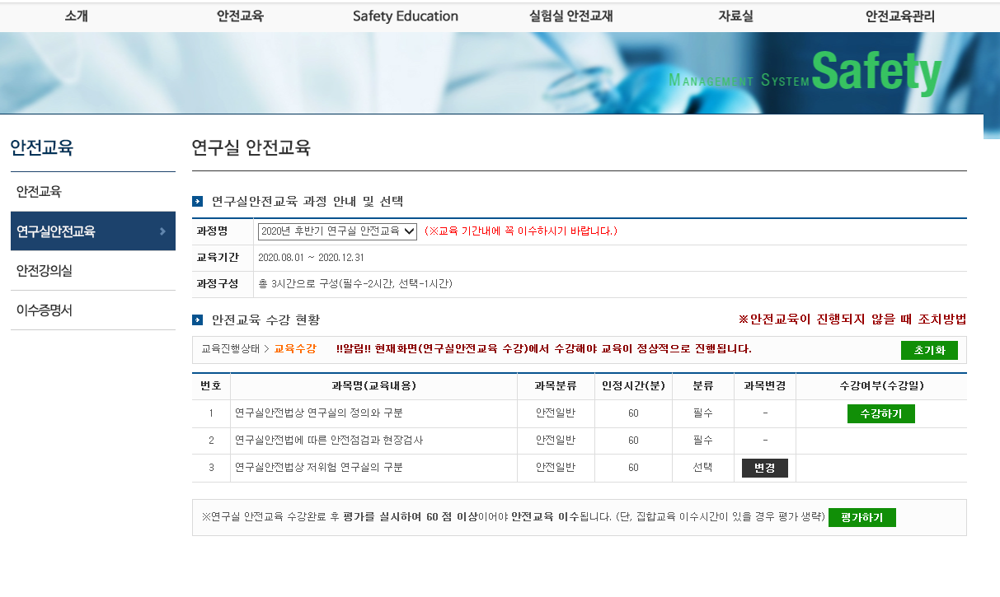 소개 안전교육 Safety Education 실험실 안전교재 자료실 안전교육관리
MANAGEMENT SYSTEM Safety
안전교육
안전교육
연구실안전교육
안전강의실
이수증명서
연구실 안전교육
연구실안전교육 과정 안내 및 선택
과정명 2020년 후반기 연구실 안전교육 (※교육 기간내에 꼭 이수하시기 바랍니다.)
교육기간 2020.08.01 ~ 2020.12.31
과정구성 총 3시간으로 구성(필수-2시간, 선택-1시간)
안전교육 수강 현황 ※안전교육이 진행되지 않을 때 조치방법
교육진행상태 > 교육수강 !!알림!! 현재화면(연구실안전교육 수강)에서 수강해야 교육이 정상적으로 진행됩니다. 초기화
번호 과목명(교육내용) 과목분류 인정시간(분) 분류 과목변경 수강여부(수강일)
1 연구실안전법상 연구실의 정의와 구분 안전일반 60 필수 - 수강하기
2 연구실안전법에 따른 안전점검과 현장검사 안전일반 60 필수 -
3 연구실안전법상 저위험 연구실의 구분 안전일반 60 선택 변경
※연구실 안전교육 수강완료 후 평가를 실시하여 60 점 이상이어야 안전교육 이수됩니다. (단, 집합교육 이수시간이 있을 경우 평가 생략) 평가하기